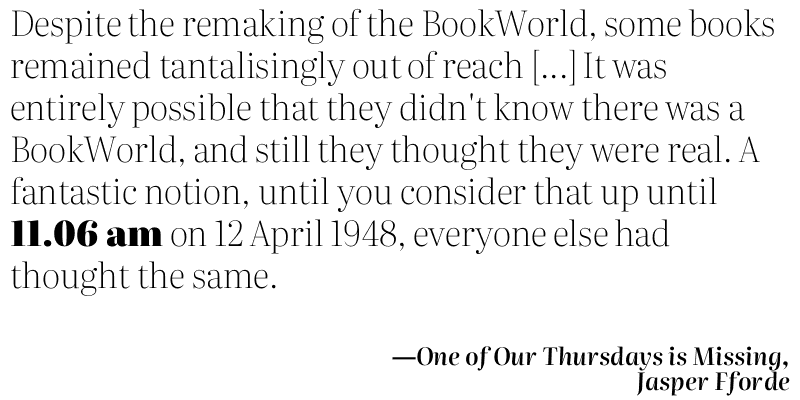 Despite the remaking of the BookWorld, some books
remained tantalisingly out of reach [...] It was
entirely possible that they didn't know there was a
BookWorld, and still they thought they were real. A
fantastic notion, until you consider that up until
11.06 am on 12 April 1948, everyone else had
thought the same.
—One of Our Thursdays is Missing,
Jasper Fforde